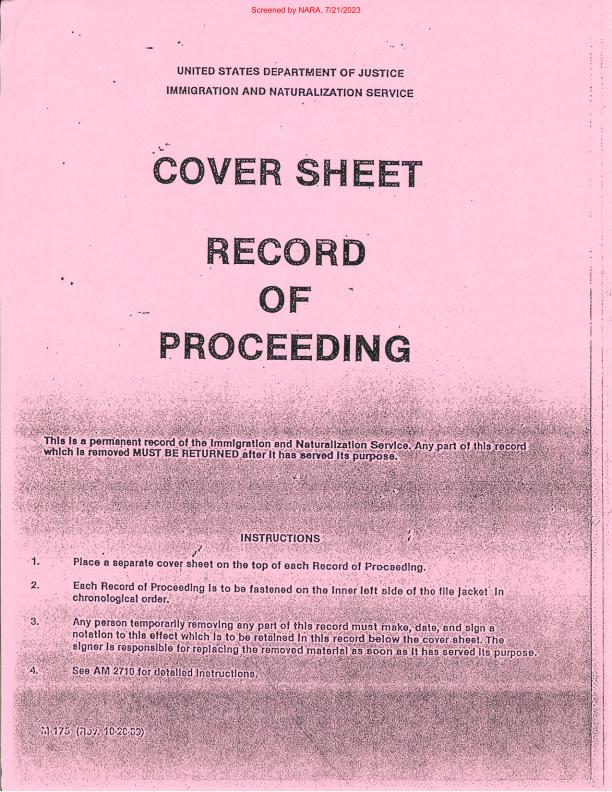 Screened by NARA, 7/21/2023
UNITED STATES DEPARTMENT OF JUSTICE
IMMIGRATION AND NATURALIZATION SERVICE
COVER SHEET
RECORD
OF
PROCEEDING
This is a permanent record of the Immigration and Naturalization Service. Any part of this record
which is removed MUST BE RETURNED after it has served its purpose.
INSTRUCTIONS
1. Place a separate cover sheet on the top of each Record of Proceeding.
2. Each Record of Proceeding is to be fastened on the inner left side of the file jacket in
chronological order.
3. Any person temporarily removing any part of this record must make, date, and sign a
notation to this effect which is to be retained in this record below the cover sheet. The
signer is responsible for replacing the removed material as soon as it has served its purpose.
4. See AM 2710 for detailed instructions.
M-175 (Rev. 10-20-83)